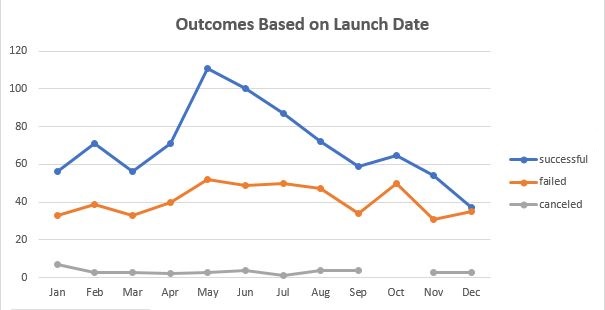 Outcomes Based on Launch Date
120
100
80
60
40
20
0
Jan Feb Mar Apr May Jun Jul Aug Sep Oct Nov Dec
successful
failed
canceled